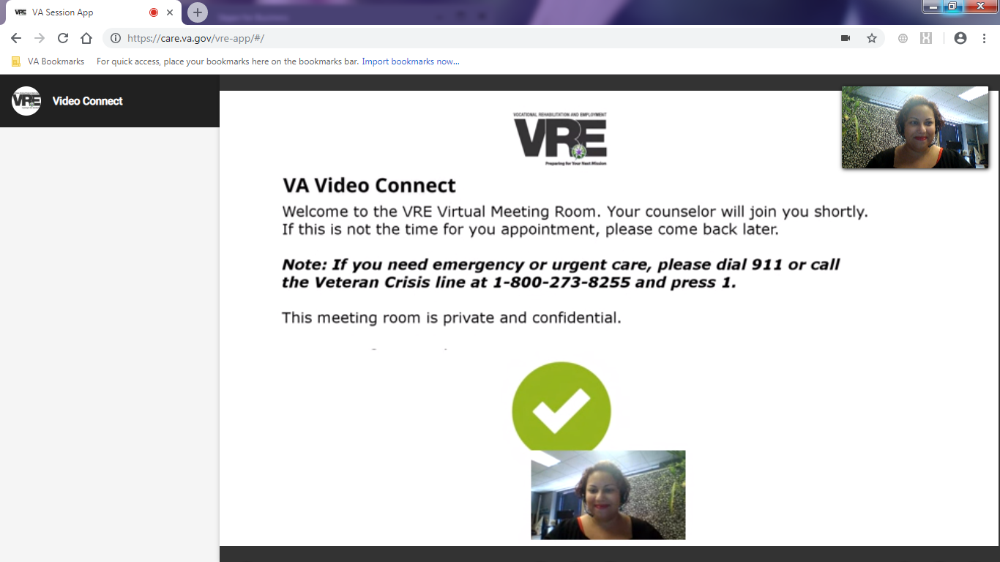 VRE VA Session App
https://care.va.gov/vre-app/#/
VA Bookmarks For quick access, place your bookmarks here on the bookmarks bar. Import bookmarks now...
VRE Video Connect
VOCATIONAL REHABILITATION AND EMPLOYMENT
VRE
Preparing for Your Next Mission
VA Video Connect
Welcome to the VRE Virtual Meeting Room. Your counselor will join you shortly.
If this is not the time for you appointment, please come back later.
Note: If you need emergency or urgent care, please dial 911 or call
the Veteran Crisis line at 1-800-273-8255 and press 1.
This meeting room is private and confidential.